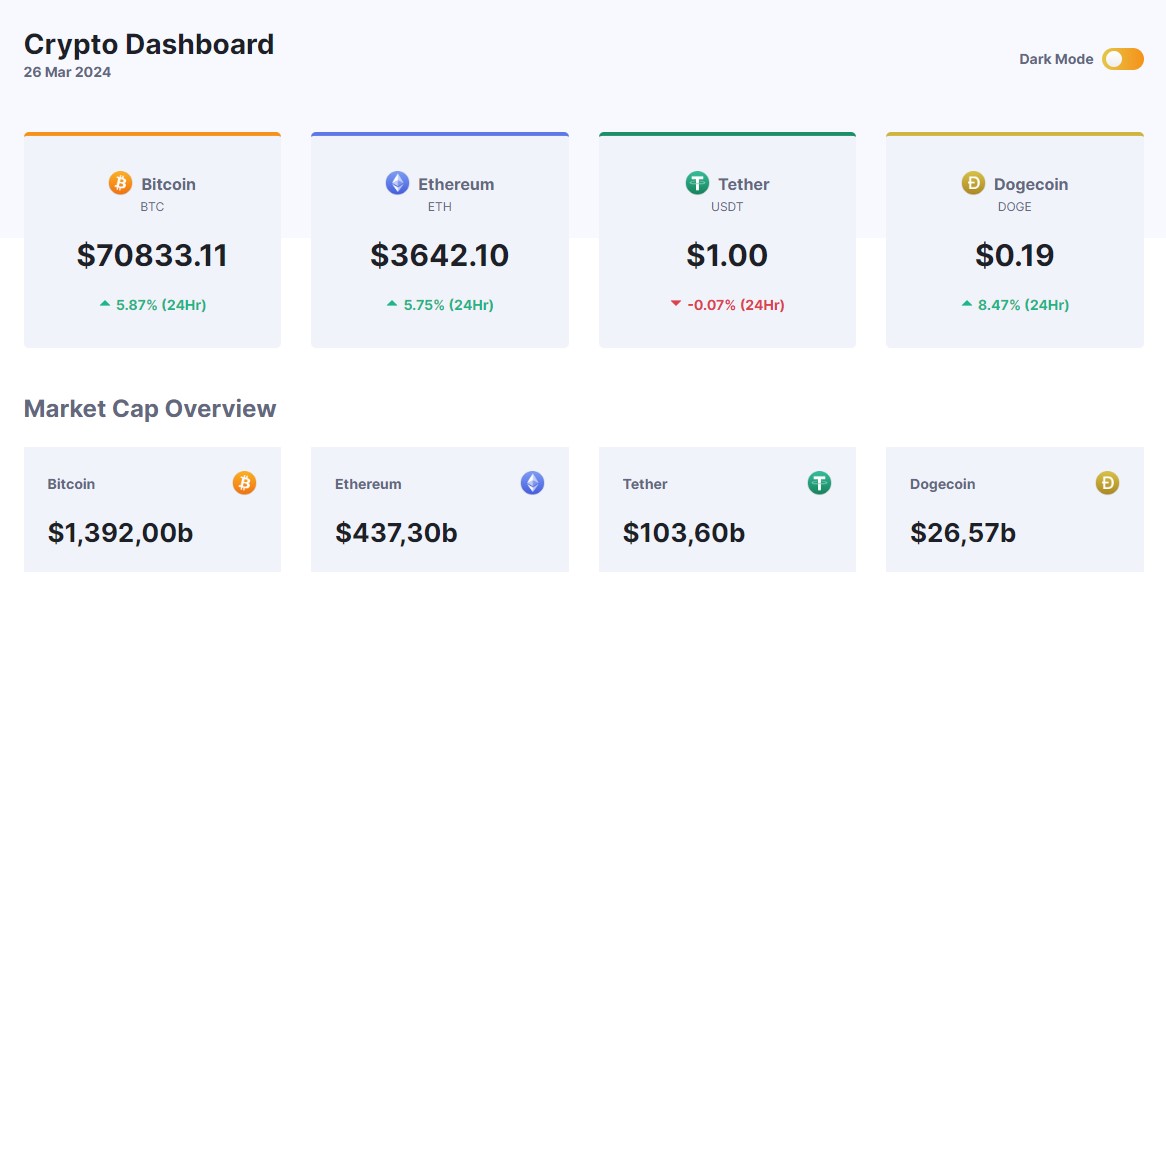 Crypto Dashboard
26 Mar 2024
Dark Mode
Bitcoin
BTC
$70833.11
5.87% (24Hr)
Ethereum
ETH
$3642.10
5.75% (24Hr)
Tether
USDT
$1.00
-0.07% (24Hr)
Dogecoin
DOGE
$0.19
8.47% (24Hr)
Market Cap Overview
Bitcoin
$1,392,00b
Ethereum
$437,30b
Tether
$103,60b
Dogecoin
$26,57b